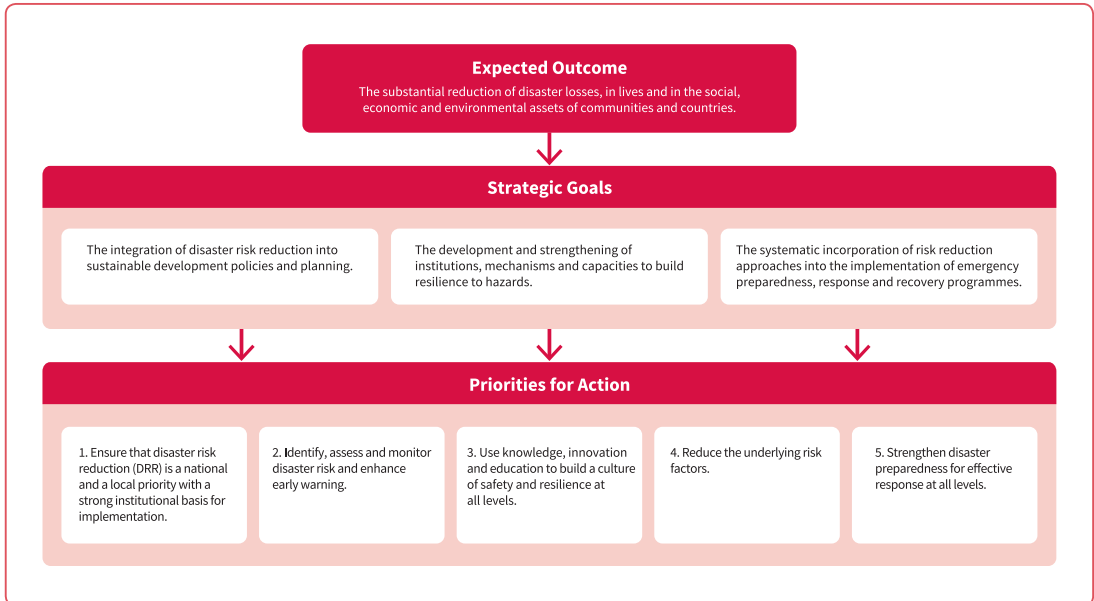 Expected Outcome
The substantial reduction of disaster losses, in lives and in the social,
economic and environmental assets of communities and countries.
Strategic Goals
The integration of disaster risk reduction into
sustainable development policies and planning.
The development and strengthening of
institutions, mechanisms and capacities to build
resilience to hazards.
The systematic incorporation of risk reduction
approaches into the implementation of emergency
preparedness, response and recovery programmes.
Priorities for Action
1. Ensure that disaster risk
reduction (DRR) is a national
and a local priority with a
strong institutional basis for
implementation.
2. Identify, assess and monitor
disaster risk and enhance
early warning.
3. Use knowledge, innovation
and education to build a culture
of safety and resilience at
all levels.
4. Reduce the underlying risk
factors.
5. Strengthen disaster
preparedness for effective
response at all levels.